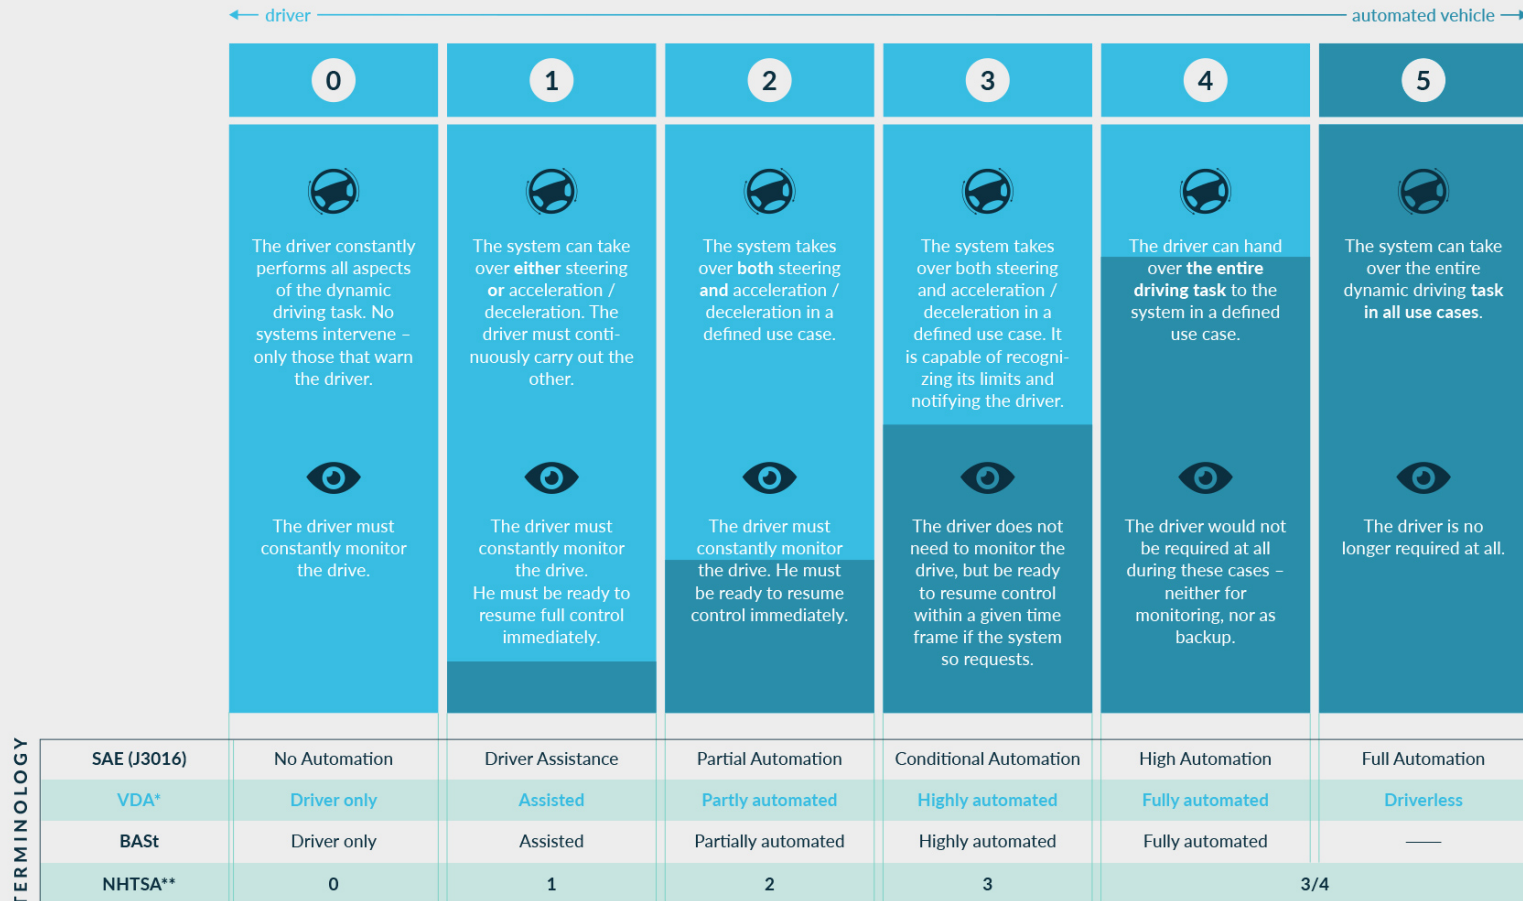 driver
automated vehicle
0
1
2
3
4
5
The driver constantly
performs all aspects
of the dynamic
driving task. No
systems intervene –
only those that warn
the driver.
The system can take
over either steering
or acceleration /
deceleration. The
driver must conti-
nuously carry out the
other.
The system takes
over both steering
and acceleration /
deceleration in a
defined use case.
The system takes
over both steering
and acceleration /
deceleration in a
defined use case. It
is capable of recogni-
zing its limits and
notifying the driver.
The driver can hand
over the entire
driving task to the
system in a defined
use case.
The system can take
over the entire
dynamic driving task
in all use cases.
The driver must
constantly monitor
the drive.
The driver must
constantly monitor
the drive.
He must be ready to
resume full control
immediately.
The driver must
constantly monitor
the drive. He must
be ready to resume
control immediately.
The driver does not
need to monitor the
drive, but be ready
to resume control
within a given time
frame if the system
so requests.
The driver would not
be required at all
during these cases –
neither for
monitoring, nor as
backup.
The driver is no
longer required at all.
TERMINOLOGY
SAE (J3016) No Automation Driver Assistance Partial Automation Conditional Automation High Automation Full Automation
VDA* Driver only Assisted Partly automated Highly automated Fully automated Driverless
BASt Driver only Assisted Partially automated Highly automated Fully automated —
NHTSA** 0 1 2 3 3/4